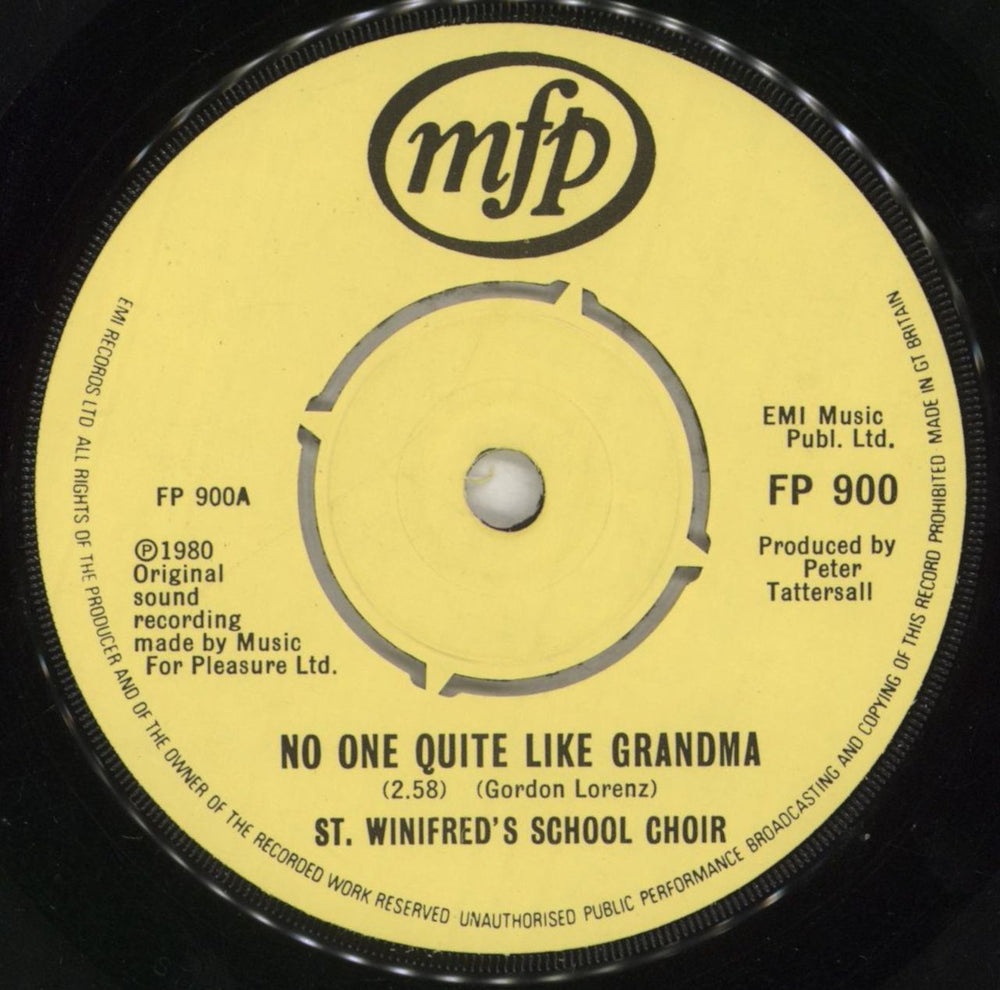 mfp
EMI Music
Publ. Ltd.
FP 900A
FP 900
℗1980
Original
sound
recording
made by Music
For Pleasure Ltd.
Produced by
Peter
Tattersall
NO ONE QUITE LIKE GRANDMA
(2.58) (Gordon Lorenz)
ST. WINIFRED'S SCHOOL CHOIR
EMI RECORDS LTD ALL RIGHTS OF THE PRODUCER AND OF THE OWNER OF THE RECORDED WORK RESERVED UNAUTHORISED PUBLIC PERFORMANCE BROADCASTING AND COPYING OF THIS RECORD PROHIBITED MADE IN GT BRITAIN